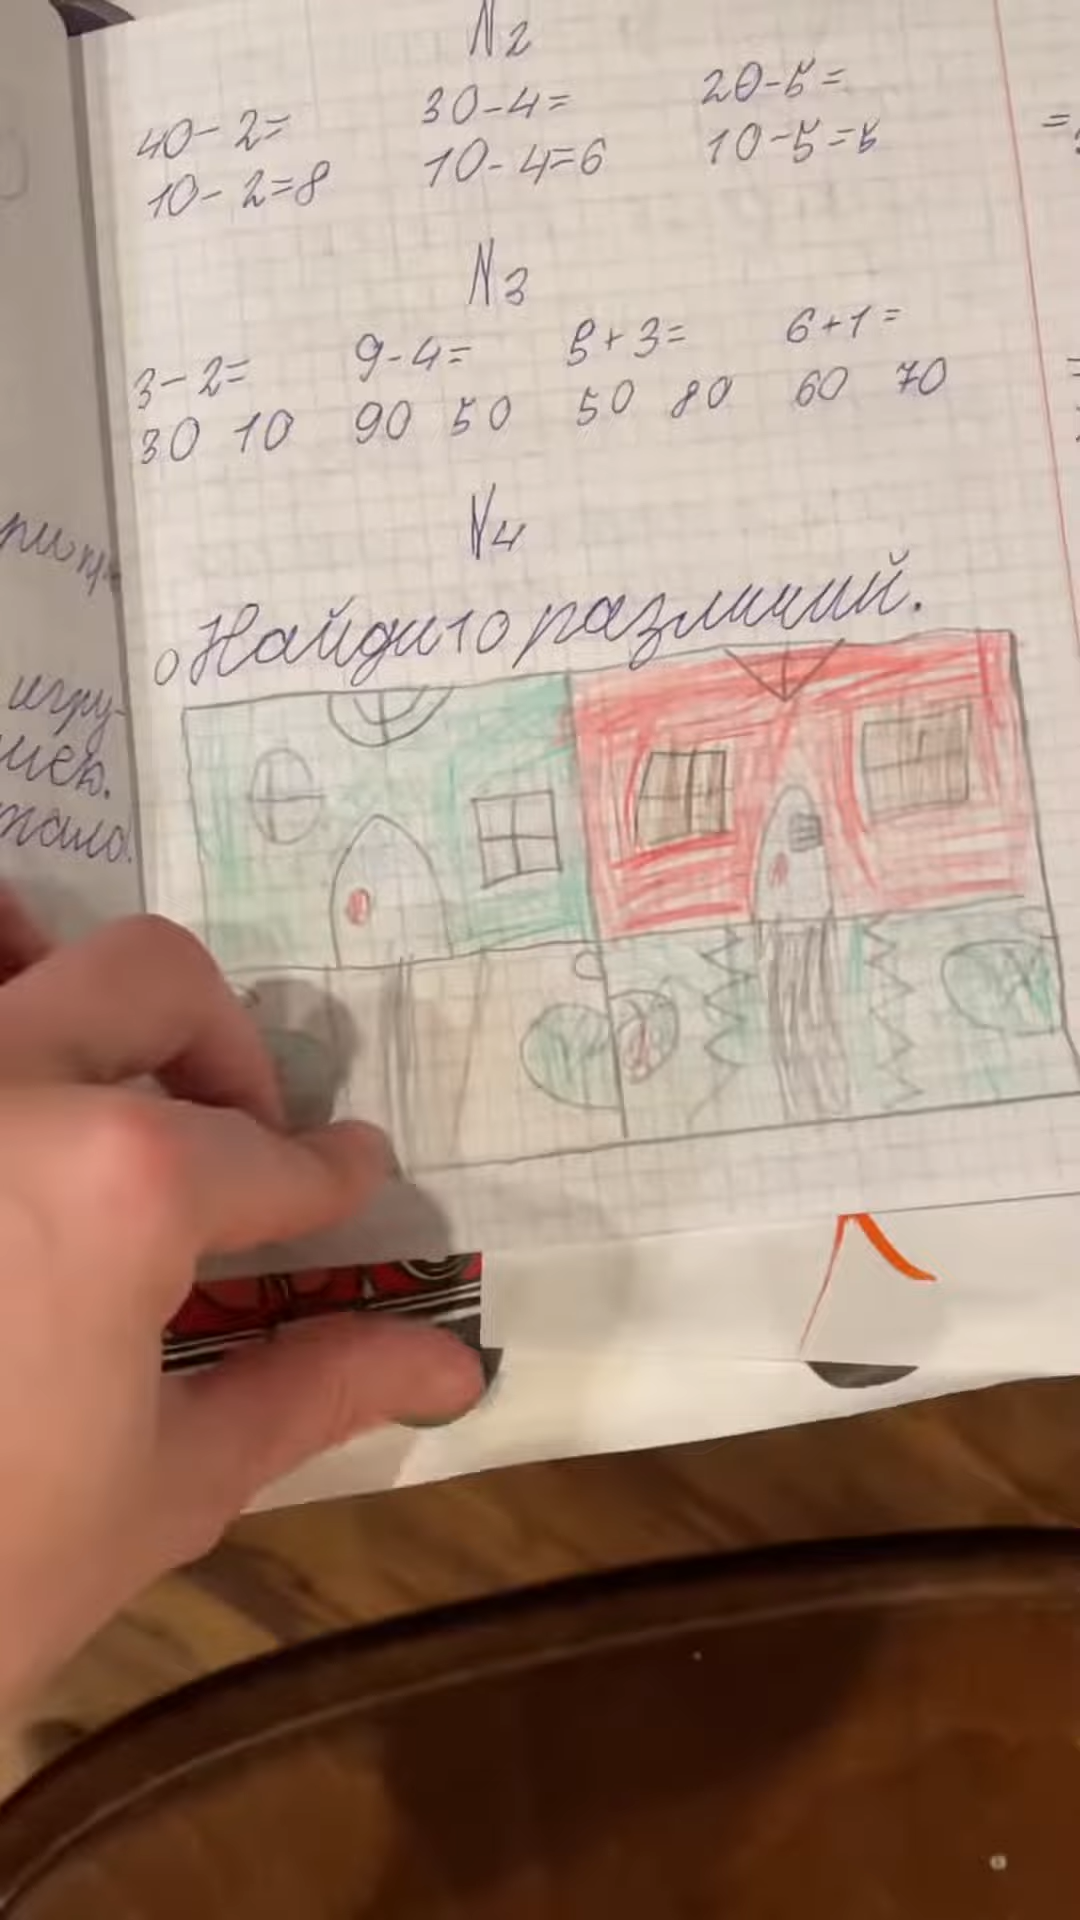 N2
40-2= 30-4= 20-5=
10-2=8 10-4=6 10-5=5
N3
3-2= 9-4= 5+3= 6+1=
30 10 90 50 50 80 60 70
N4
Найди 10 различий.
игру-